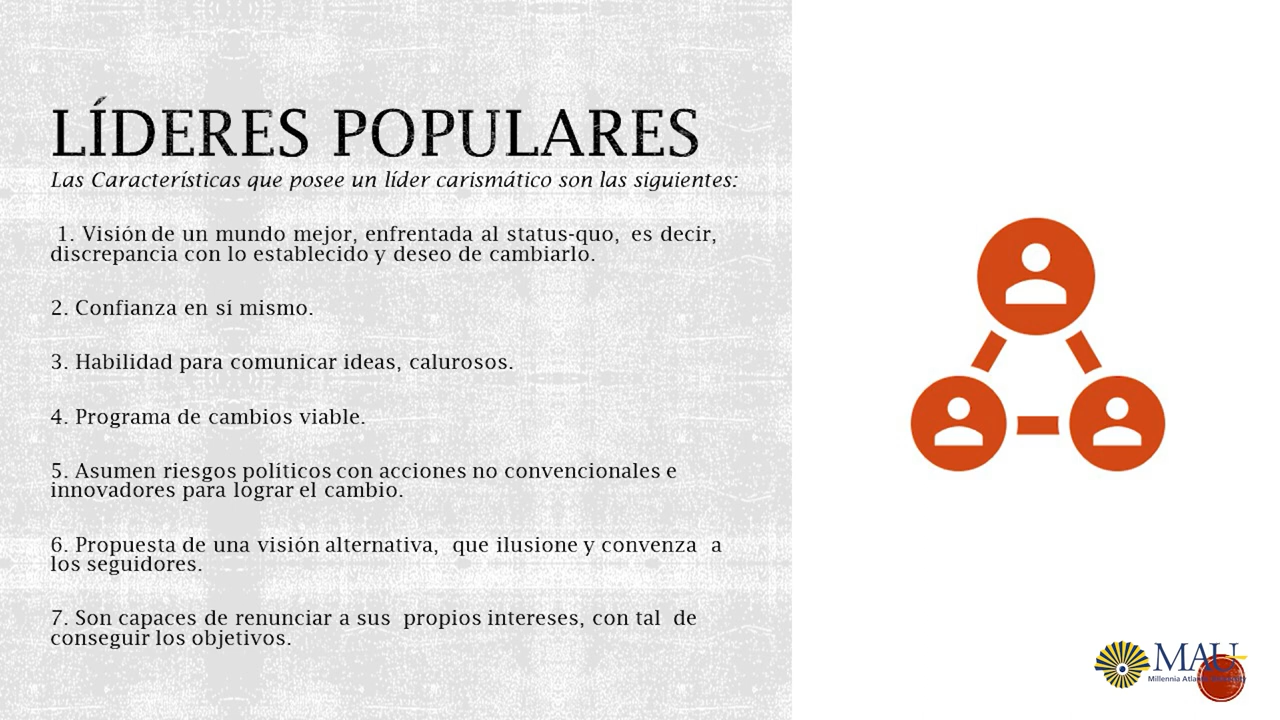 LÍDERES POPULARES
Las Características que posee un líder carismático son las siguientes:
1. Visión de un mundo mejor, enfrentada al status-quo, es decir,
discrepancia con lo establecido y deseo de cambiarlo.
2. Confianza en sí mismo.
3. Habilidad para comunicar ideas, calurosos.
4. Programa de cambios viable.
5. Asumen riesgos políticos con acciones no convencionales e
innovadores para lograr el cambio.
6. Propuesta de una visión alternativa, que ilusione y convenza a
los seguidores.
7. Son capaces de renunciar a sus propios intereses, con tal de
conseguir los objetivos.
MAU
Millennia